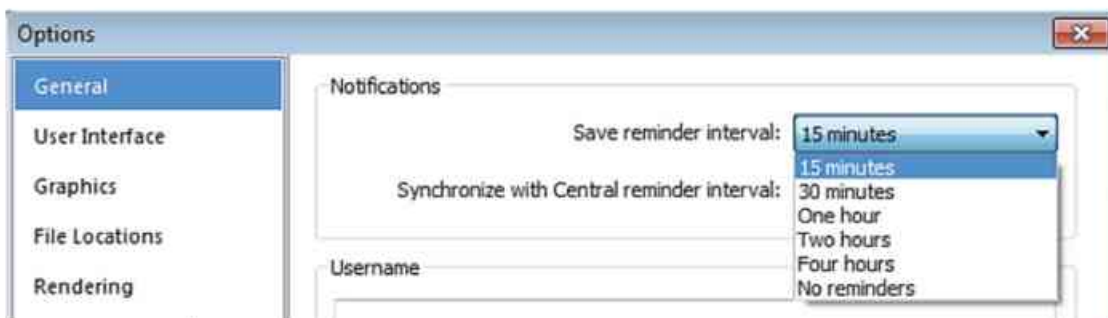 Options
General
User Interface
Graphics
File Locations
Rendering
Notifications
Save reminder interval: 15 minutes
Synchronize with Central reminder interval:
15 minutes
30 minutes
One hour
Two hours
Four hours
No reminders
Username